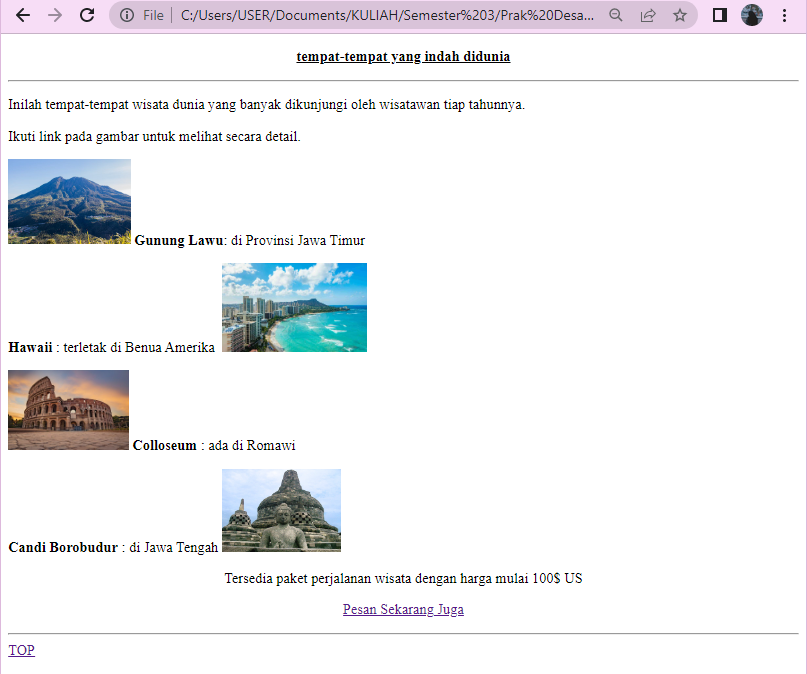 File | C:/Users/USER/Documents/KULIAH/Semester%203/Prak%20Desa...
tempat-tempat yang indah didunia
Inilah tempat-tempat wisata dunia yang banyak dikunjungi oleh wisatawan tiap tahunnya.
Ikuti link pada gambar untuk melihat secara detail.
Gunung Lawu: di Provinsi Jawa Timur
Hawaii : terletak di Benua Amerika
Colloseum : ada di Romawi
Candi Borobudur : di Jawa Tengah
Tersedia paket perjalanan wisata dengan harga mulai 100$ US
Pesan Sekarang Juga
TOP